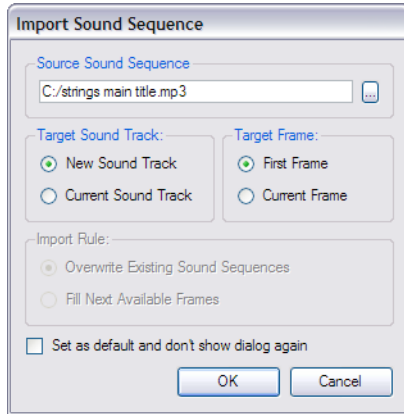 Import Sound Sequence
Source Sound Sequence
C:/strings main title.mp3
...
Target Sound Track:
New Sound Track
Current Sound Track
Target Frame:
First Frame
Current Frame
Import Rule:
Overwrite Existing Sound Sequences
Fill Next Available Frames
Set as default and don't show dialog again
OK
Cancel